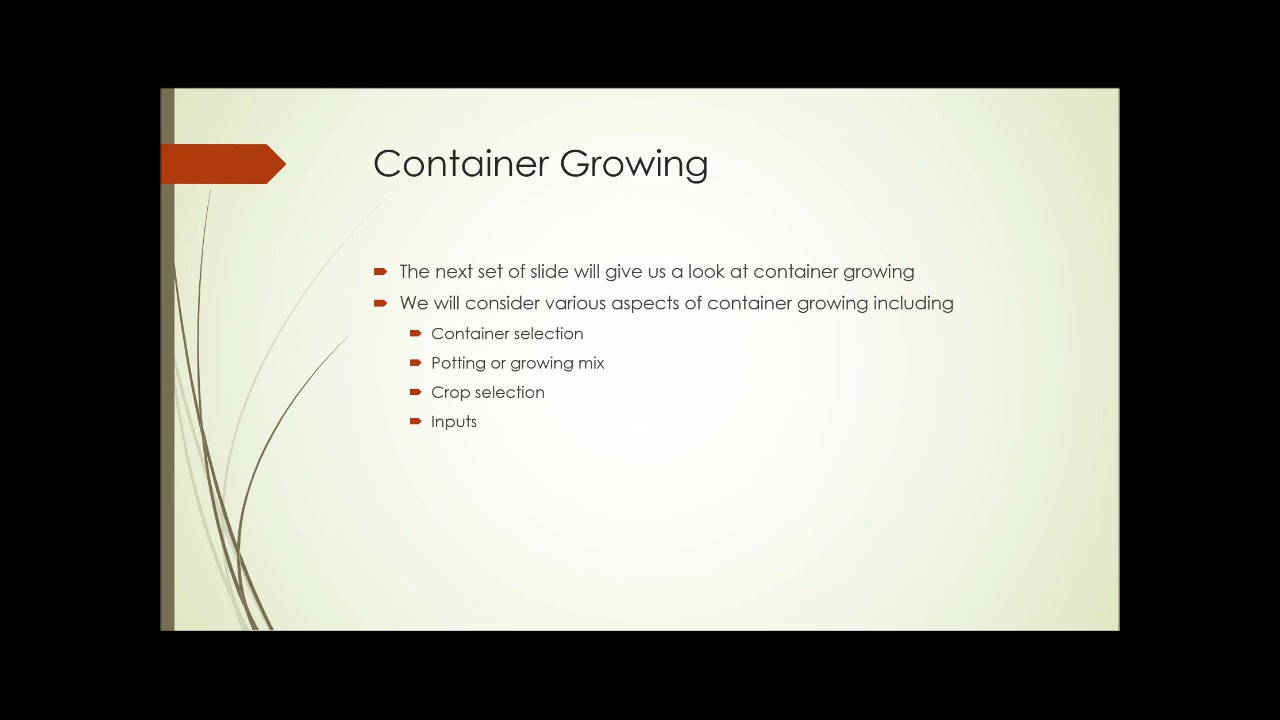 Container Growing
The next set of slide will give us a look at container growing
We will consider various aspects of container growing including
Container selection
Potting or growing mix
Crop selection
Inputs